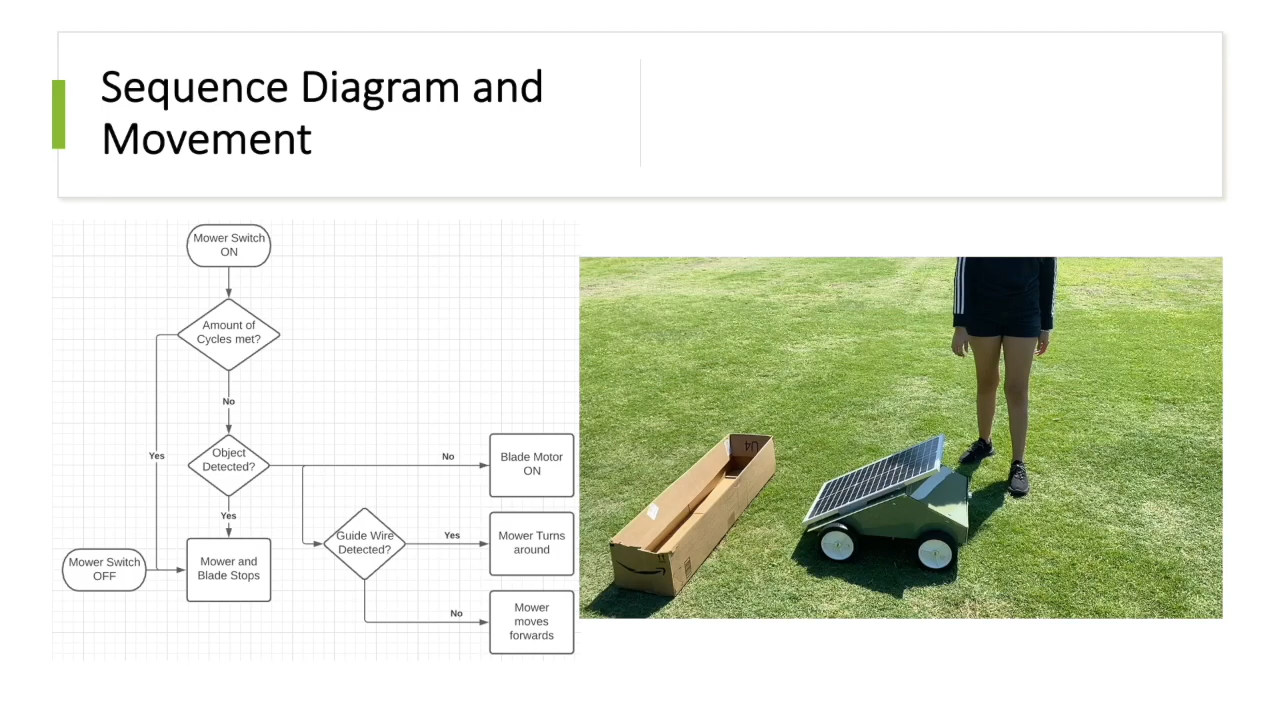 Sequence Diagram and
Movement
Mower Switch
ON
Amount of
Cycles met?
No
Yes
Object
Detected?
No
Blade Motor
ON
Yes
Guide Wire
Detected?
Yes
Mower Turns
around
Mower Switch
OFF
Mower and
Blade Stops
No
Mower
moves
forwards
U4